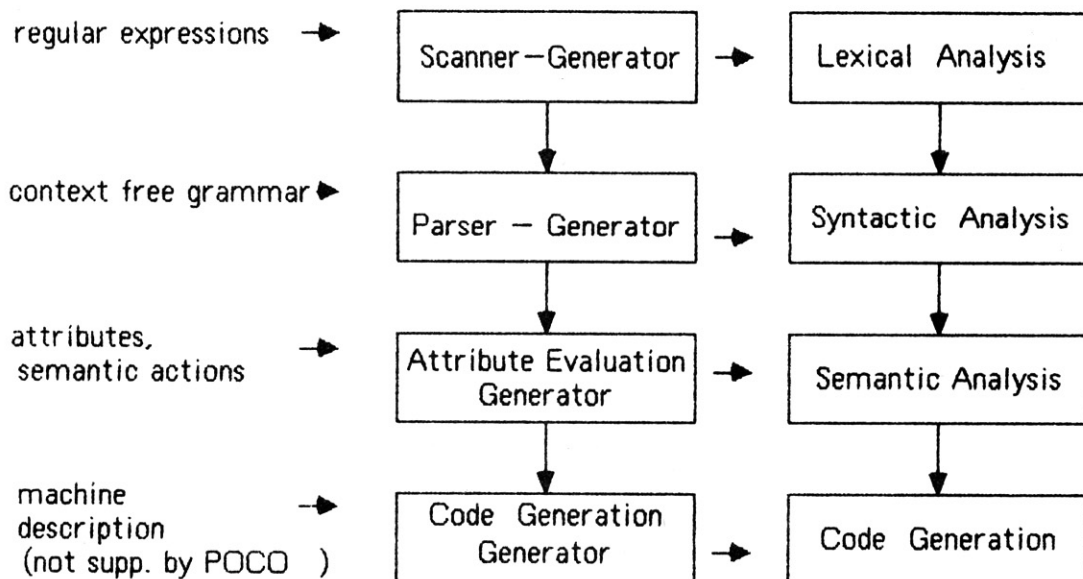 regular expressions
Scanner-Generator
Lexical Analysis
context free grammar
Parser - Generator
Syntactic Analysis
attributes,
semantic actions
Attribute Evaluation
Generator
Semantic Analysis
machine
description
(not supp. by POCO )
Code Generation
Generator
Code Generation